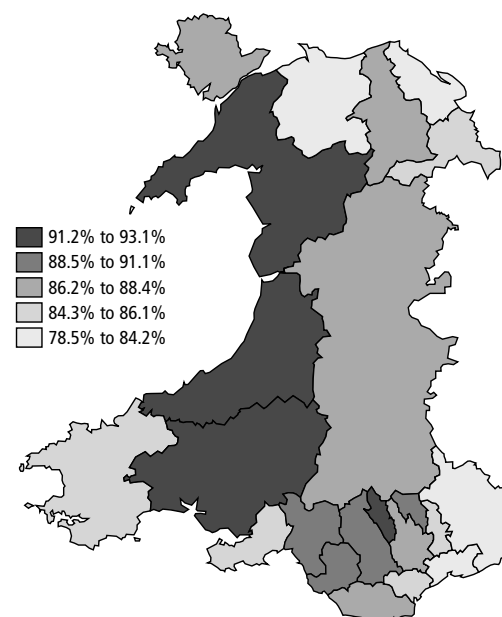 91.2% to 93.1%
88.5% to 91.1%
86.2% to 88.4%
84.3% to 86.1%
78.5% to 84.2%